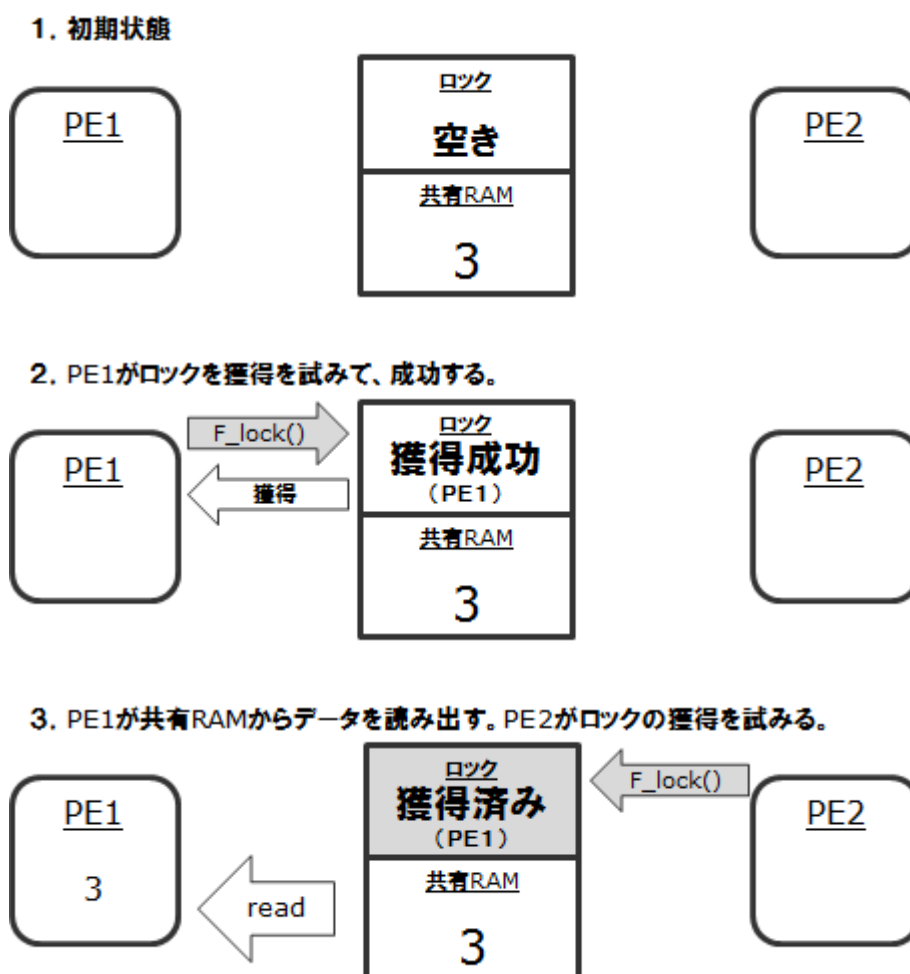 1．初期状態
PE1
ロック
空き
共有RAM
3
PE2
2．PE1がロックを獲得を試みて、成功する。
F_lock()
PE1
獲得
ロック
獲得成功
（PE1）
共有RAM
3
PE2
3．PE1が共有RAMからデータを読み出す。PE2がロックの獲得を試みる。
PE1
3
read
ロック
獲得済み
（PE1）
共有RAM
3
F_lock()
PE2